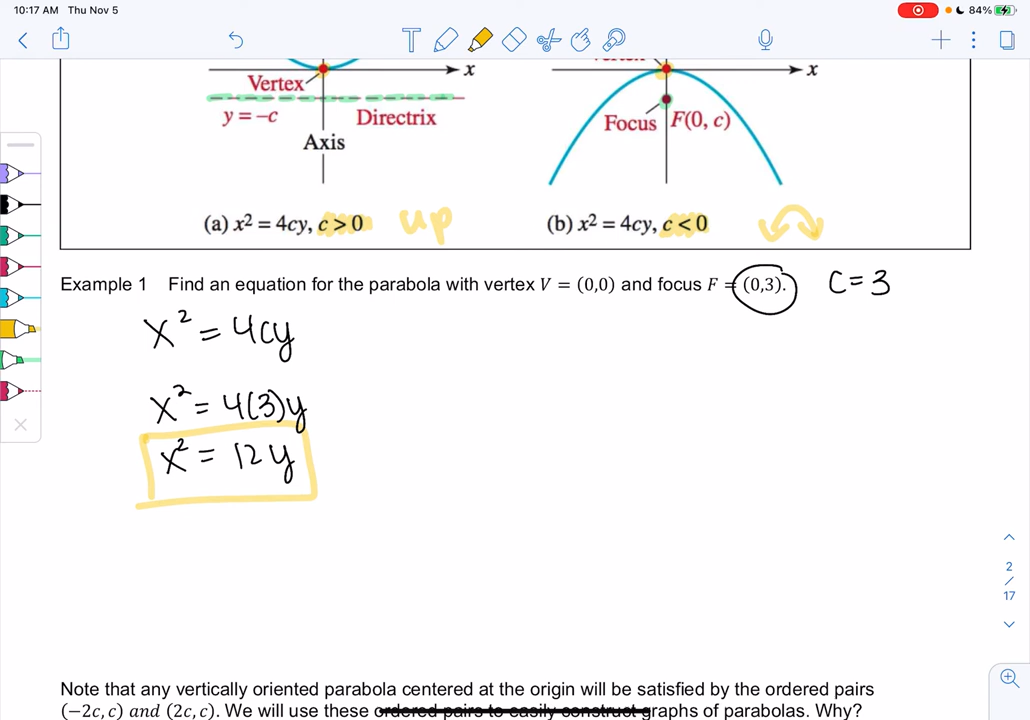 10:17 AM Thu Nov 5
84%
T
x
x
Vertex
y = −c
Directrix
Axis
Focus
F(0, c)
(a) x² = 4cy, c > 0
up
(b) x² = 4cy, c < 0
Example 1 Find an equation for the parabola with vertex V = (0,0) and focus F = (0,3).
C = 3
x² = 4cy
x² = 4(3)y
x² = 12y
2
/
17
Note that any vertically oriented parabola centered at the origin will be satisfied by the ordered pairs
(−2c, c) and (2c, c). We will use these ordered pairs to easily construct graphs of parabolas. Why?